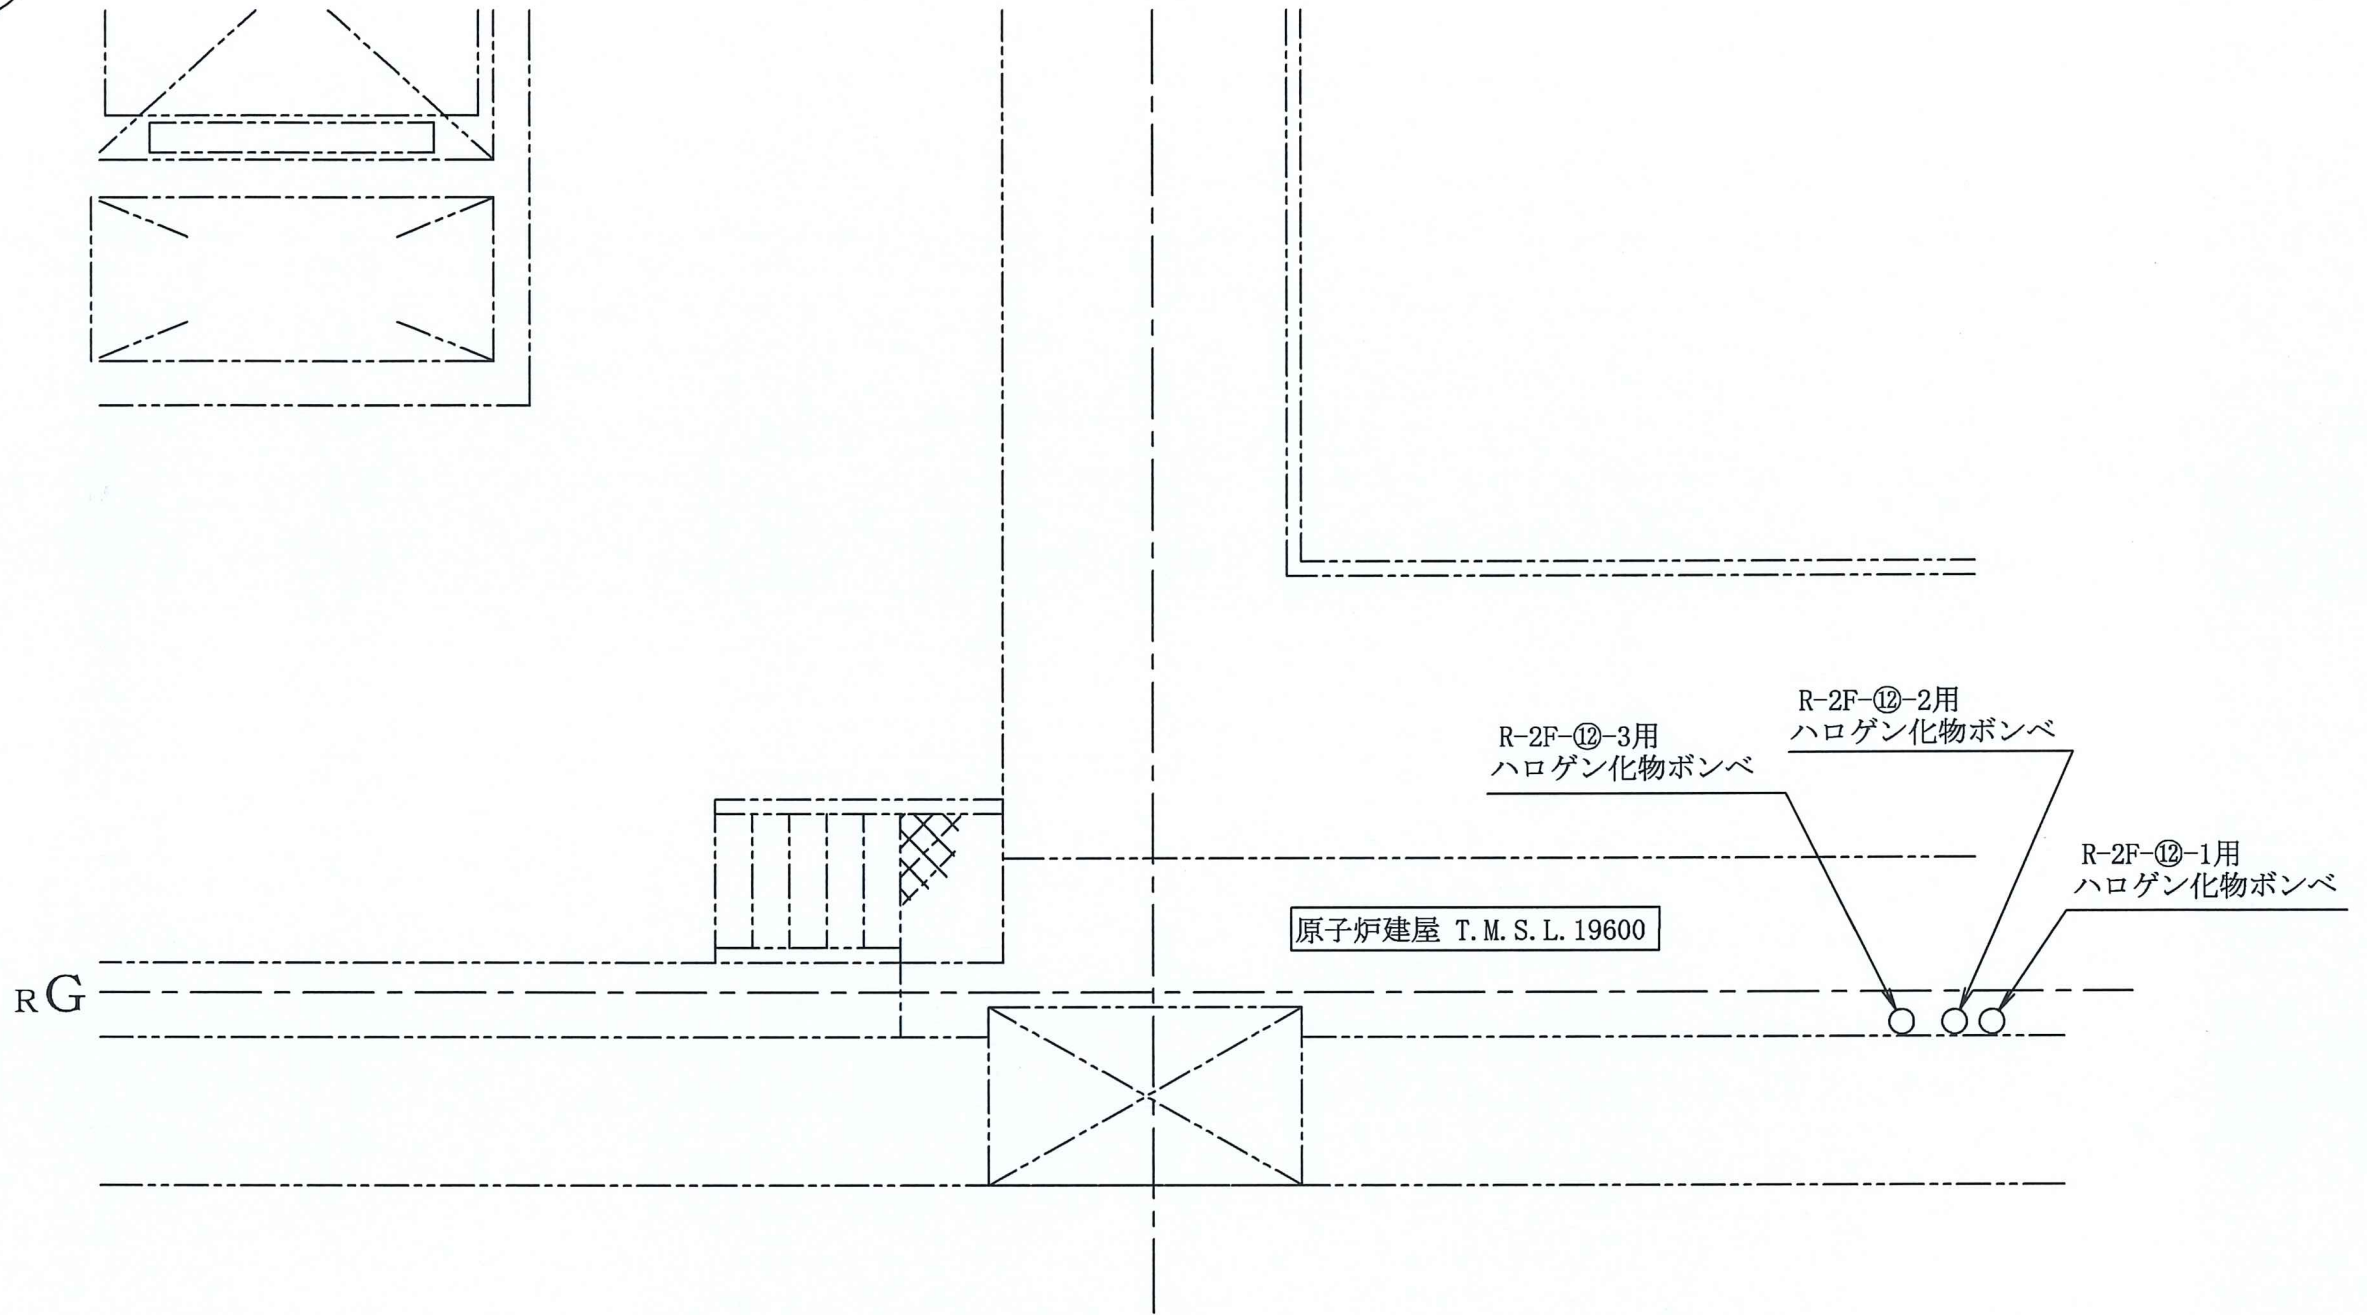 R-2F-⑫-2用
ハロゲン化物ボンベ
R-2F-⑫-3用
ハロゲン化物ボンベ
R-2F-⑫-1用
ハロゲン化物ボンベ
原子炉建屋 T.M.S.L.19600
RG